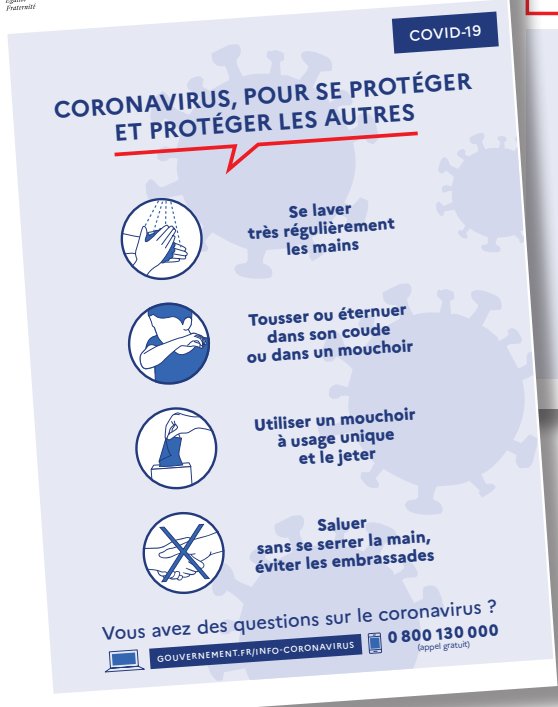 Fraternité
COVID-19
CORONAVIRUS, POUR SE PROTÉGER
ET PROTÉGER LES AUTRES
Se laver
très régulièrement
les mains
Tousser ou éternuer
dans son coude
ou dans un mouchoir
Utiliser un mouchoir
à usage unique
et le jeter
Saluer
sans se serrer la main,
éviter les embrassades
Vous avez des questions sur le coronavirus ?
GOUVERNEMENT.FR/INFO-CORONAVIRUS
0 800 130 000
(appel gratuit)